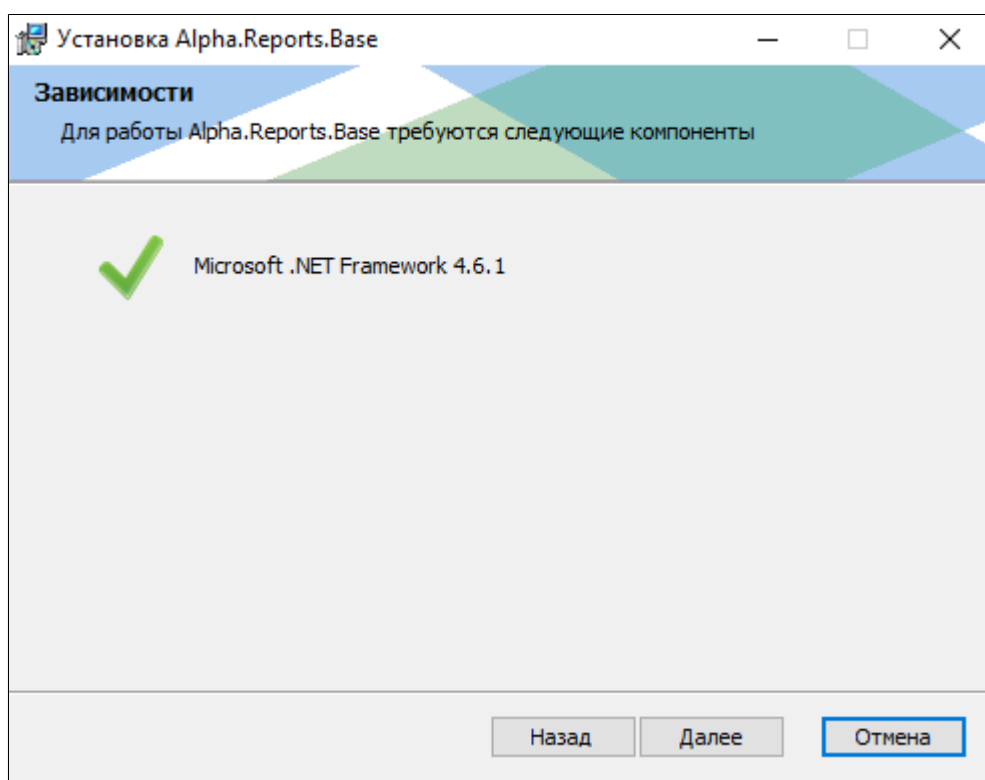 Установка Alpha.Reports.Base
Зависимости
Для работы Alpha.Reports.Base требуются следующие компоненты
Microsoft .NET Framework 4.6.1
Назад
Далее
Отмена